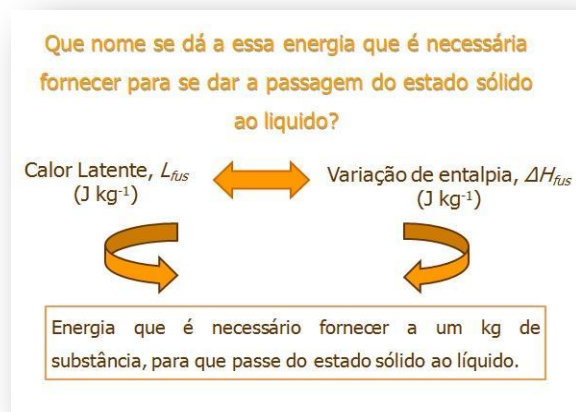 Que nome se dá a essa energia que é necessária
fornecer para se dar a passagem do estado sólido
ao liquido?
Calor Latente, Lfus
(J kg-1)
Variação de entalpia, ΔHfus
(J kg-1)
Energia que é necessário fornecer a um kg de
substância, para que passe do estado sólido ao líquido.